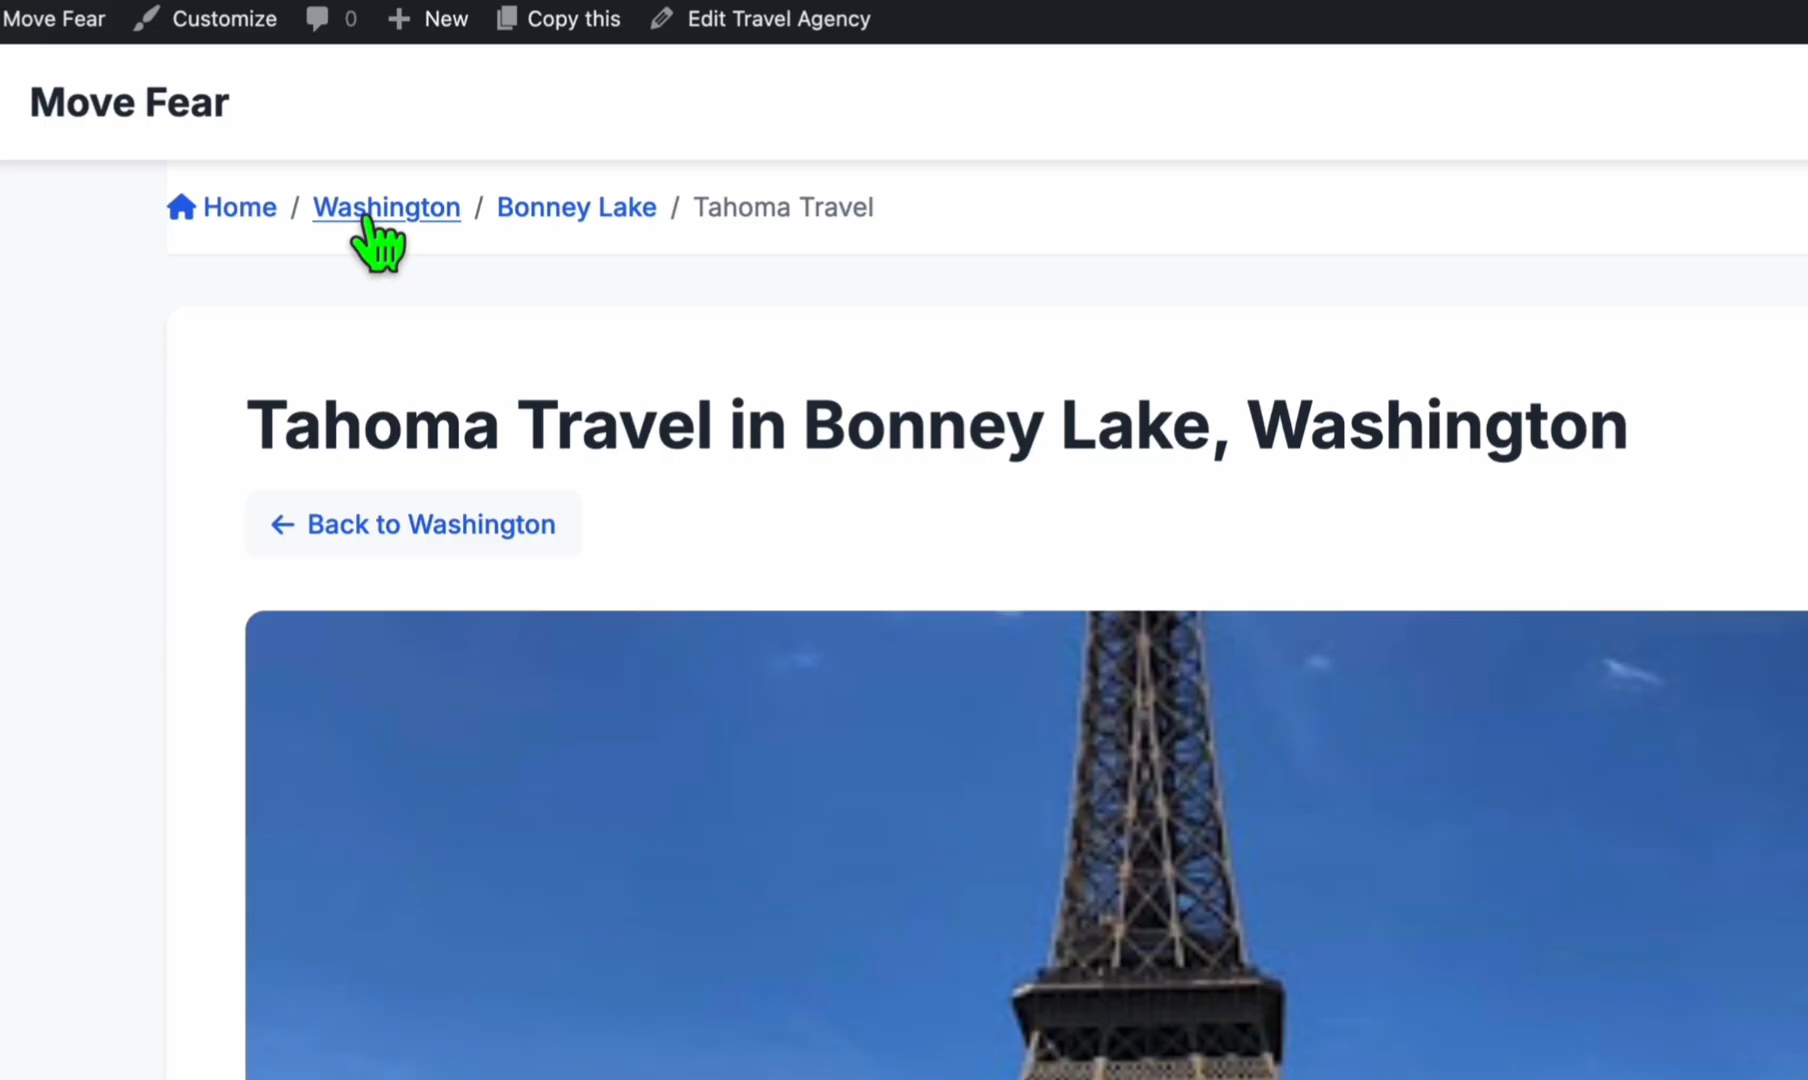 Move Fear Customize 0 New Copy this Edit Travel Agency
Move Fear
Home / Washington / Bonney Lake / Tahoma Travel
Tahoma Travel in Bonney Lake, Washington
← Back to Washington